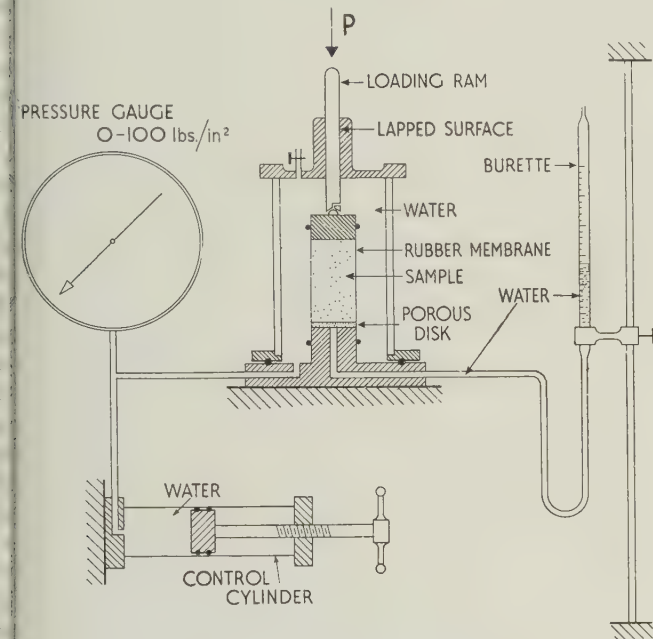 P
LOADING RAM
PRESSURE GAUGE
0-100 lbs./in²
LAPPED SURFACE
BURETTE
WATER
RUBBER MEMBRANE
SAMPLE
WATER
POROUS
DISK
WATER
CONTROL
CYLINDER